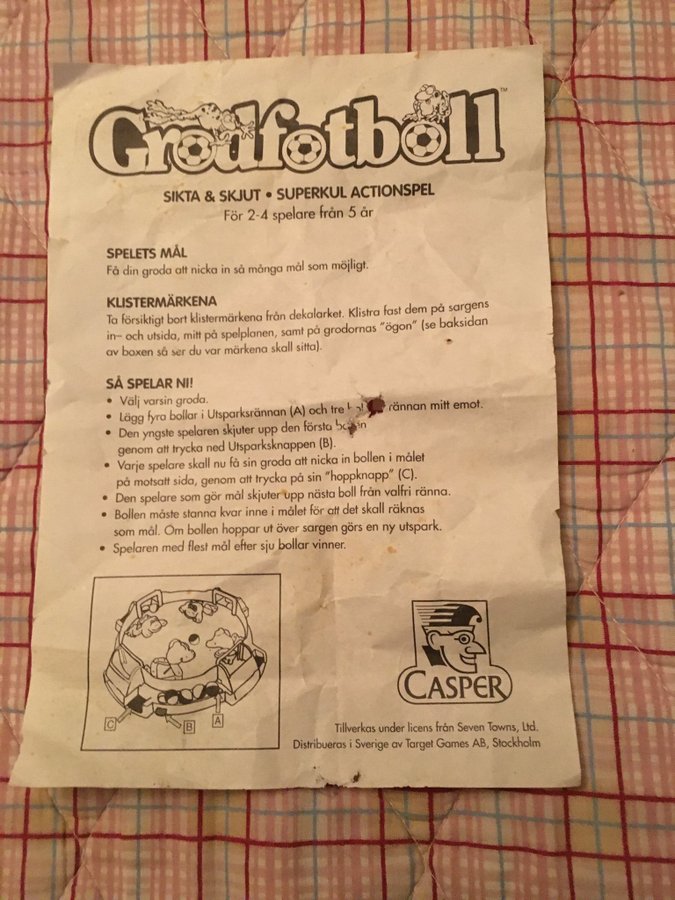 Grodfotboll™
SIKTA & SKJUT • SUPERKUL ACTIONSPEL
För 2-4 spelare från 5 år
SPELETS MÅL
Få din groda att nicka in så många mål som möjligt.
KLISTERMÄRKENA
Ta försiktigt bort klistermärkena från dekalarket. Klistra fast dem på sargens
in– och utsida, mitt på spelplanen, samt på grodornas "ögon" (se baksidan
av boxen så ser du var märkena skall sitta).
SÅ SPELAR NI!
• Välj varsin groda.
• Lägg fyra bollar i Utsparksrännan (A) och tre rännan mitt emot.
• Den yngste spelaren skjuter upp den första
genom att trycka ned Utsparksknappen (B).
• Varje spelare skall nu få sin groda att nicka in bollen i målet
på motsatt sida, genom att trycka på sin "hoppknapp" (C).
• Den spelare som gör mål skjuter upp nästa boll från valfri ränna.
• Bollen måste stanna kvar inne i målet för att det skall räknas
som mål. Om bollen hoppar ut över sargen görs en ny utspark.
• Spelaren med flest mål efter sju bollar vinner.
C B A
CASPER
Tillverkas under licens från Seven Towns, Ltd.
Distribueras i Sverige av Target Games AB, Stockholm